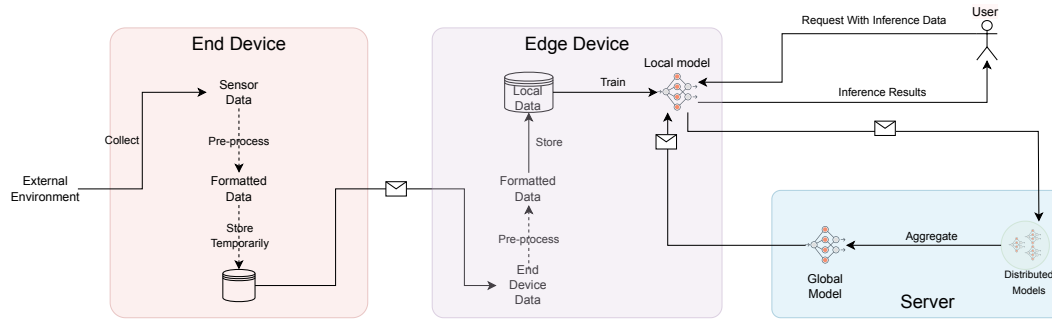 External
Environment
Collect
End Device
Sensor
Data
Pre-process
Formatted
Data
Store
Temporarily
Edge Device
Local
Data
Store
Formatted
Data
Pre-process
End
Device
Data
Train
Local model
Request With Inference Data
User
Inference Results
Aggregate
Global
Model
Distributed
Models
Server